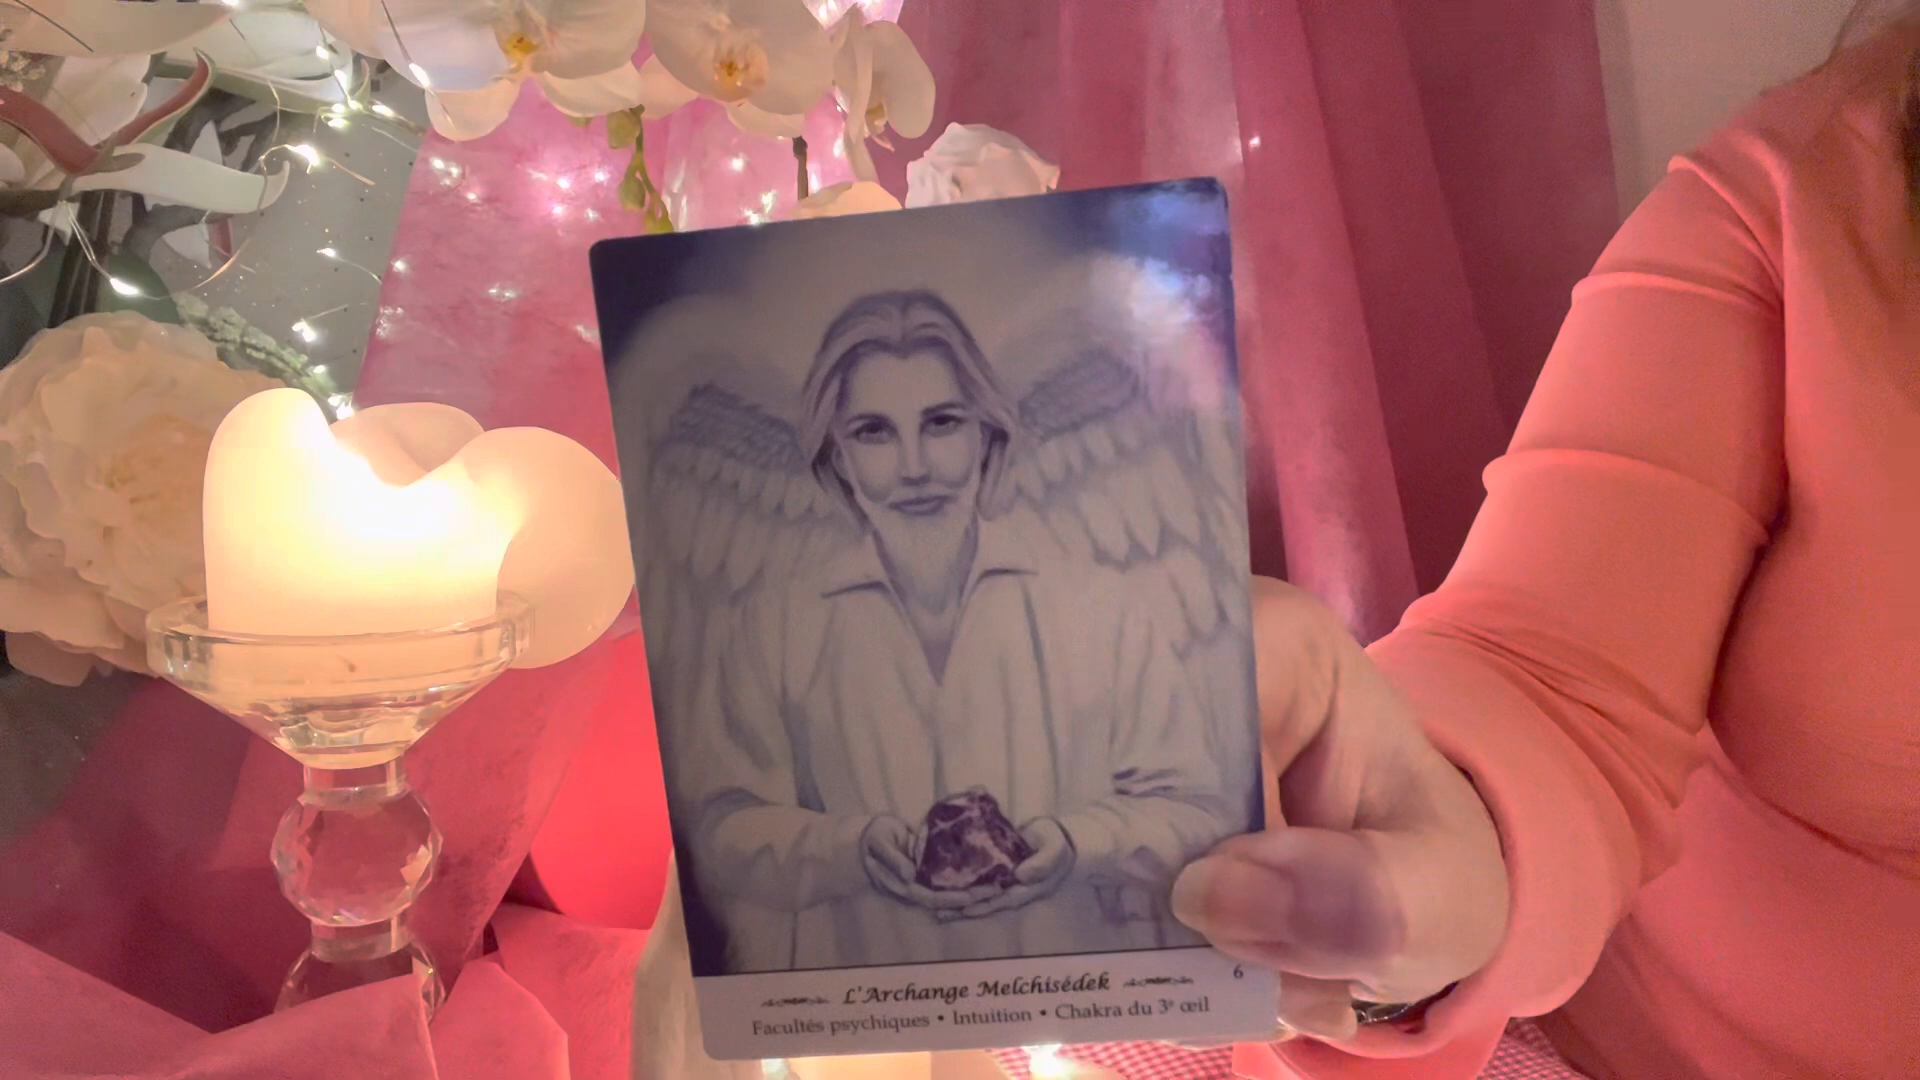 6
L'Archange Melchisédek
Facultés psychiques • Intuition • Chakra du 3e œil